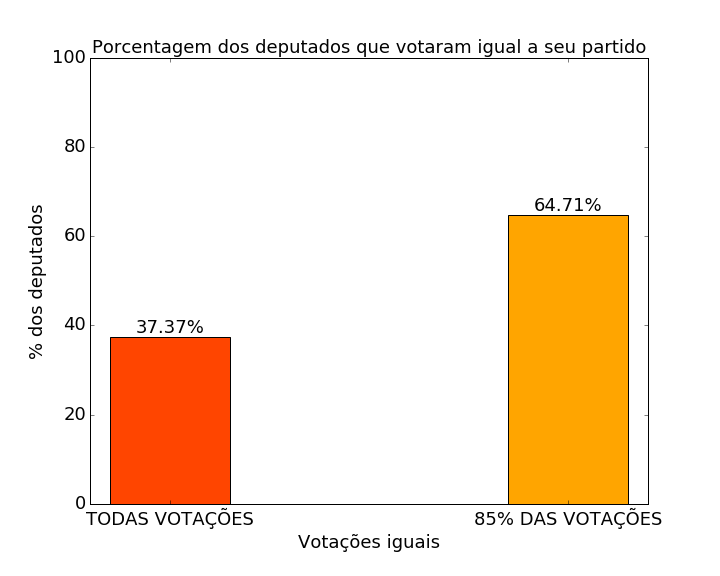 Porcentagem dos deputados que votaram igual a seu partido
100
80
60
40
20
0
% dos deputados
37.37%
64.71%
TODAS VOTAÇÕES
85% DAS VOTAÇÕES
Votações iguais